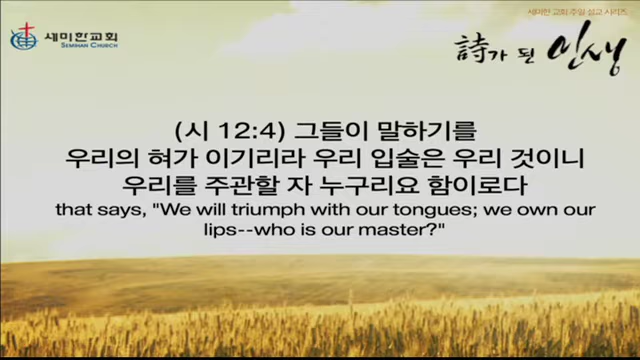 세미한교회
SEMIHAN CHURCH
세미한 교회 주일 설교 시리즈
詩가 된 인생
(시 12:4) 그들이 말하기를
우리의 혀가 이기리라 우리 입술은 우리 것이니
우리를 주관할 자 누구리요 함이로다
that says, "We will triumph with our tongues; we own our
lips--who is our master?"